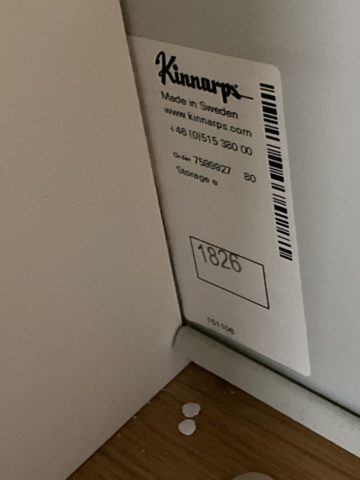 Kinnarps
Made in Sweden
www.kinnarps.com
+46 (0)515 380 00
Order 7599927 80
Storage e
1826
151106